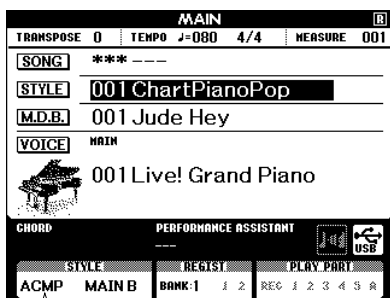 MAIN R
TRANSPOSE 0 TEMPO ♩=080 4/4 MEASURE 001
SONG *** ---
STYLE 001 ChartPianoPop
M.D.B. 001 Jude Hey
VOICE MAIN
001 Live! Grand Piano
CHORD PERFORMANCE ASSISTANT
---
USB
STYLE REGIST PLAY PART
ACMP MAIN B BANK:1 1 2 REC 1 2 3 4 5 A